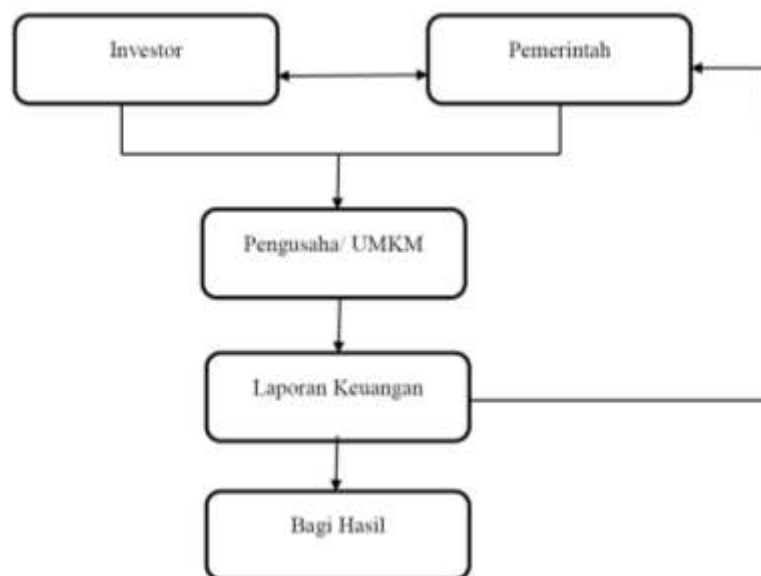 Investor
Pemerintah
Pengusaha/ UMKM
Laporan Keuangan
Bagi Hasil